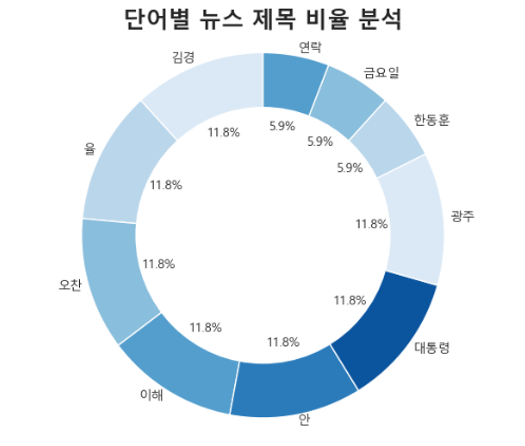 단어별 뉴스 제목 비율 분석
연락
금요일
한동훈
광주
대통령
안
이해
오찬
율
김경
5.9%
5.9%
5.9%
11.8%
11.8%
11.8%
11.8%
11.8%
11.8%
11.8%